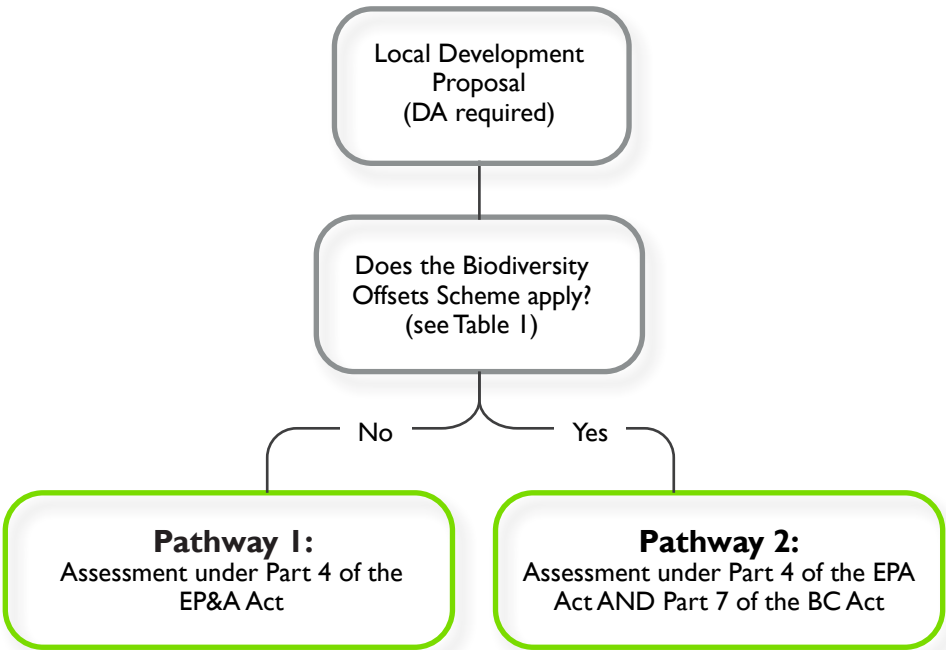 Local Development
Proposal
(DA required)
Does the Biodiversity
Offsets Scheme apply?
(see Table 1)
No
Yes
Pathway 1:
Assessment under Part 4 of the
EP&A Act
Pathway 2:
Assessment under Part 4 of the EPA
Act AND Part 7 of the BC Act